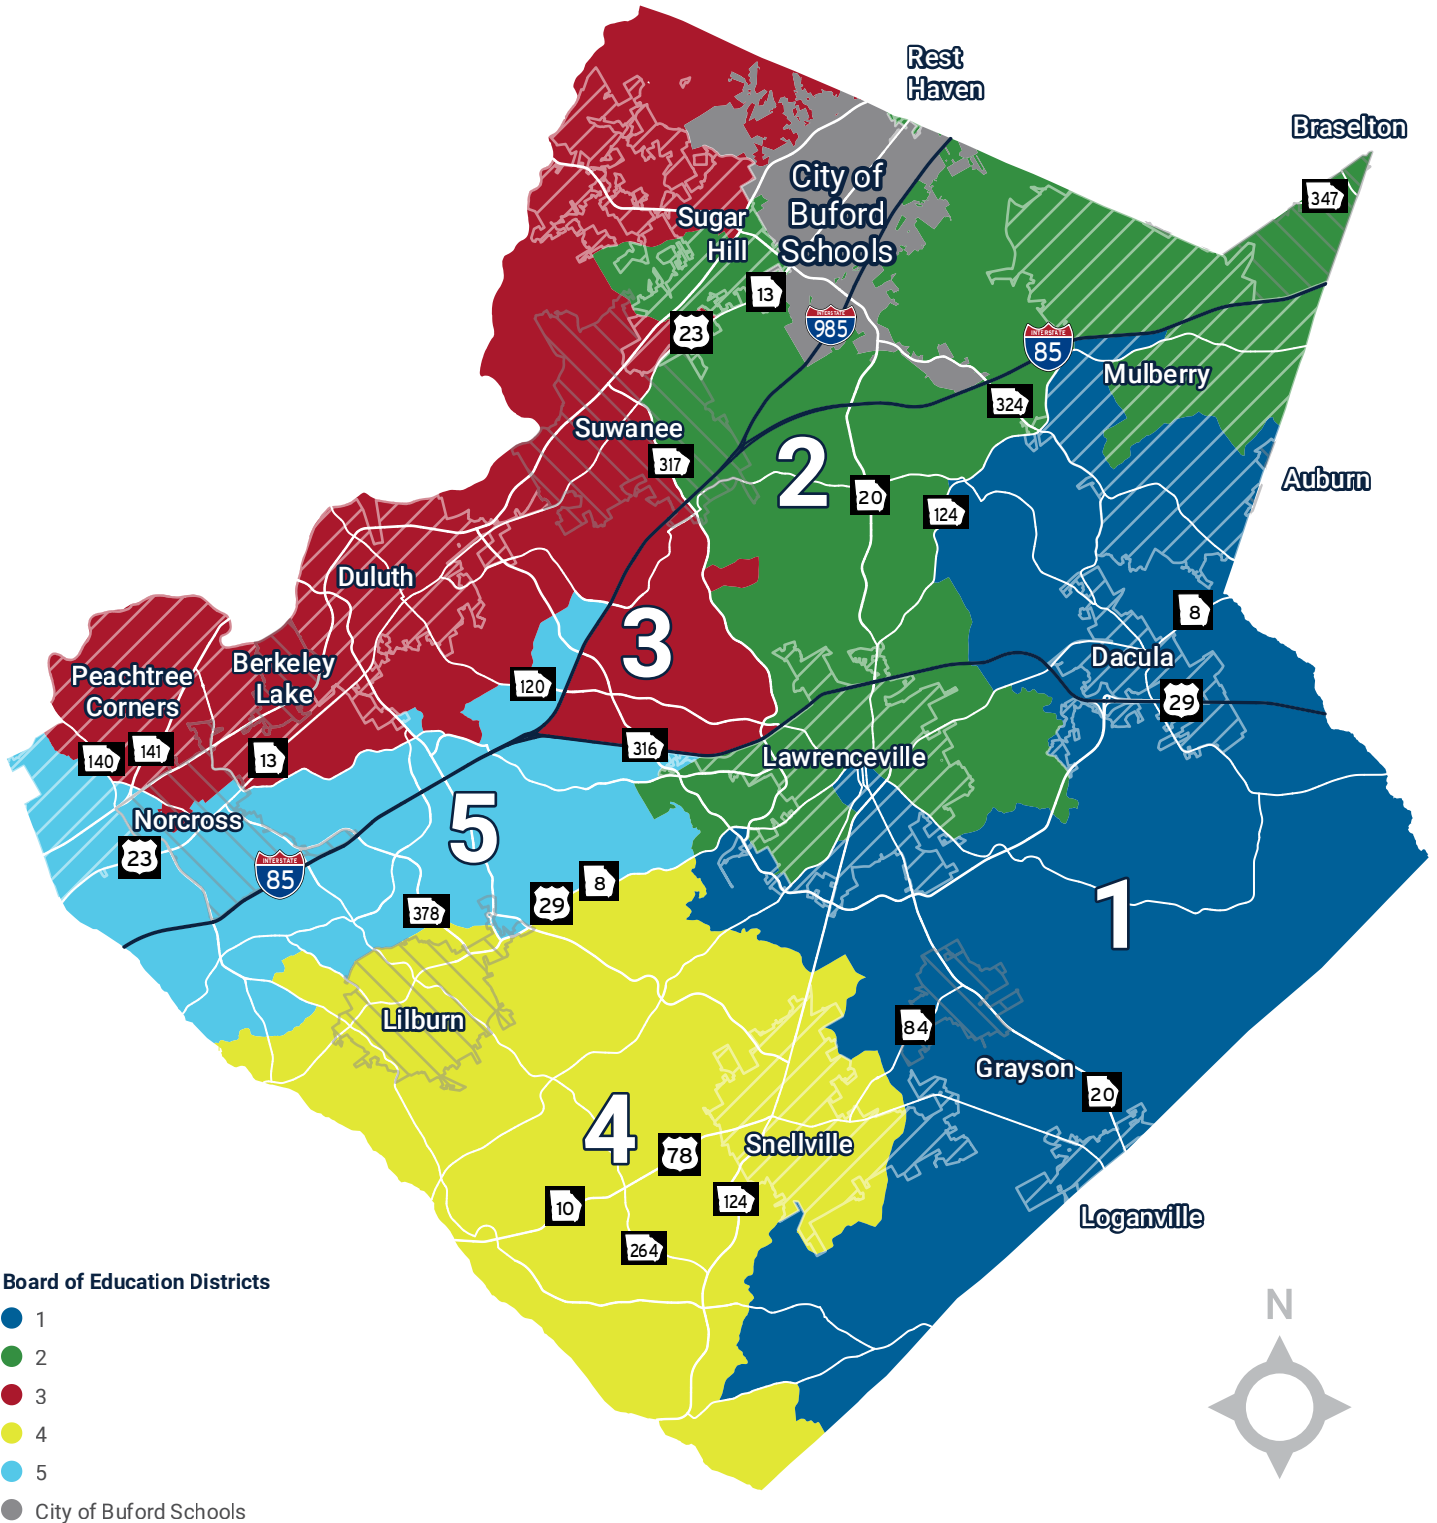 Rest
Haven
Braselton
347
City of
Buford
Schools
Sugar
Hill
13
23
INTERSTATE
985
INTERSTATE
85
Mulberry
324
Suwanee
317
2
20
124
Auburn
Duluth
8
3
Dacula
Peachtree
Corners
Berkeley
Lake
120
29
140
141
13
316
Lawrenceville
Norcross
5
23
INTERSTATE
85
8
29
378
1
Lilburn
84
Grayson
20
4
78
Snellville
10
124
264
Loganville
Board of Education Districts
1
2
3
4
5
City of Buford Schools
N